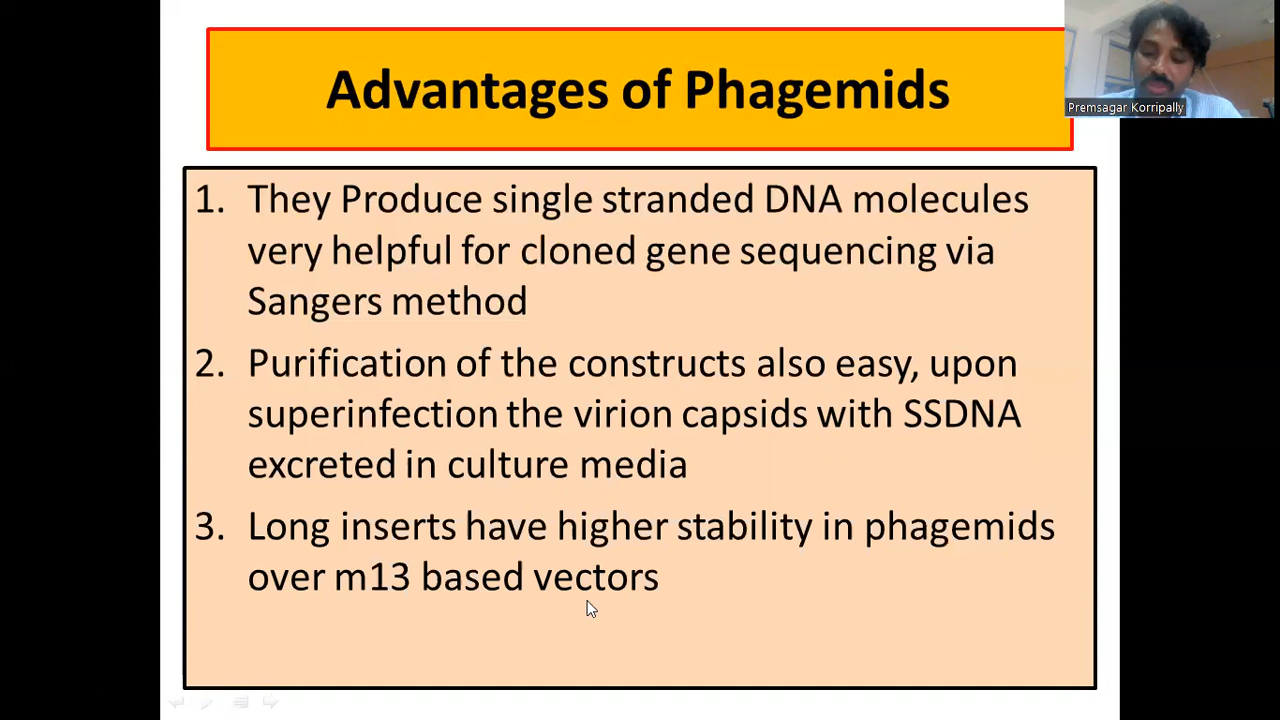 Advantages of Phagemids
Premsagar Korripally
1. They Produce single stranded DNA molecules
very helpful for cloned gene sequencing via
Sangers method
2. Purification of the constructs also easy, upon
superinfection the virion capsids with SSDNA
excreted in culture media
3. Long inserts have higher stability in phagemids
over m13 based vectors